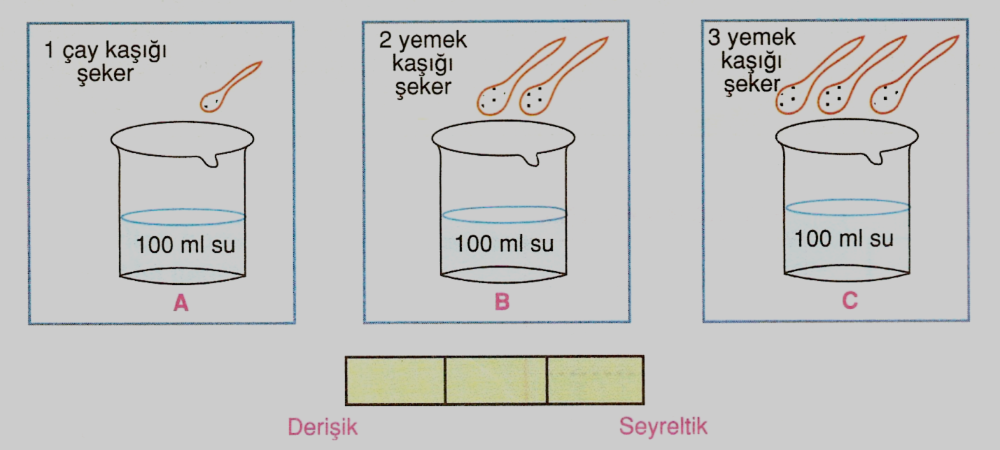 1 çay kaşığı
şeker
100 ml su
A
2 yemek
kaşığı
şeker
100 ml su
B
3 yemek
kaşığı
şeker
100 ml su
C
Derişik
Seyreltik